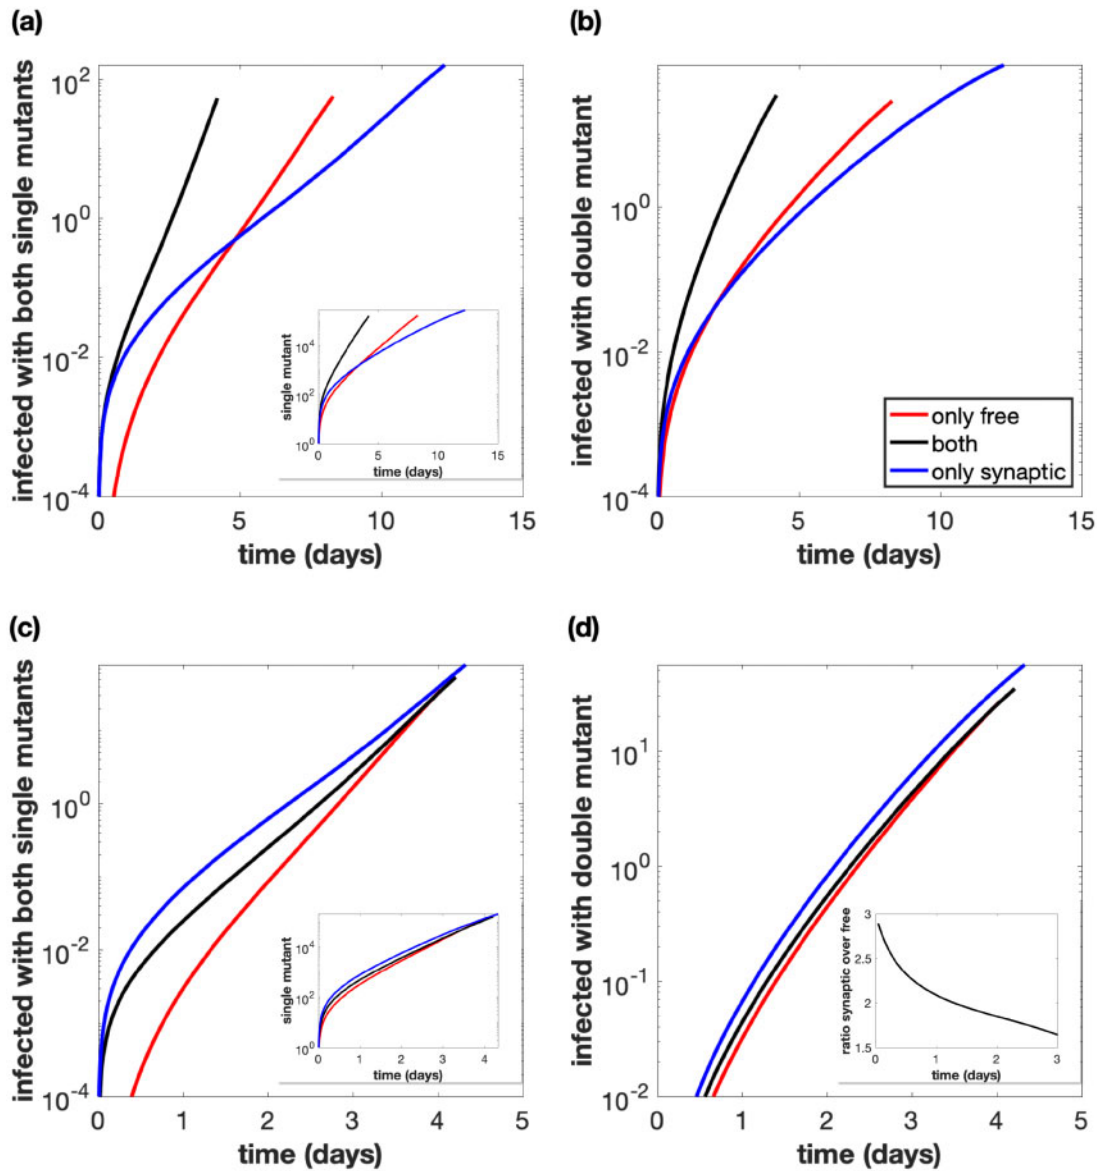 (a)
infected with both single mutants
10^2
10^0
10^-2
10^-4
0 5 10 15
time (days)
single mutant
10^4
10^2
10^0
0 5 10 15
time (days)
(b)
infected with double mutant
10^0
10^-2
10^-4
0 5 10 15
time (days)
only free
both
only synaptic
(c)
infected with both single mutants
10^0
10^-2
10^-4
0 1 2 3 4 5
time (days)
single mutant
10^4
10^2
10^0
0 1 2 3 4
time (days)
(d)
infected with double mutant
10^1
10^0
10^-1
10^-2
0 1 2 3 4 5
time (days)
ratio synaptic over free
3
2.5
2
1.5
0 1 2 3
time (days)